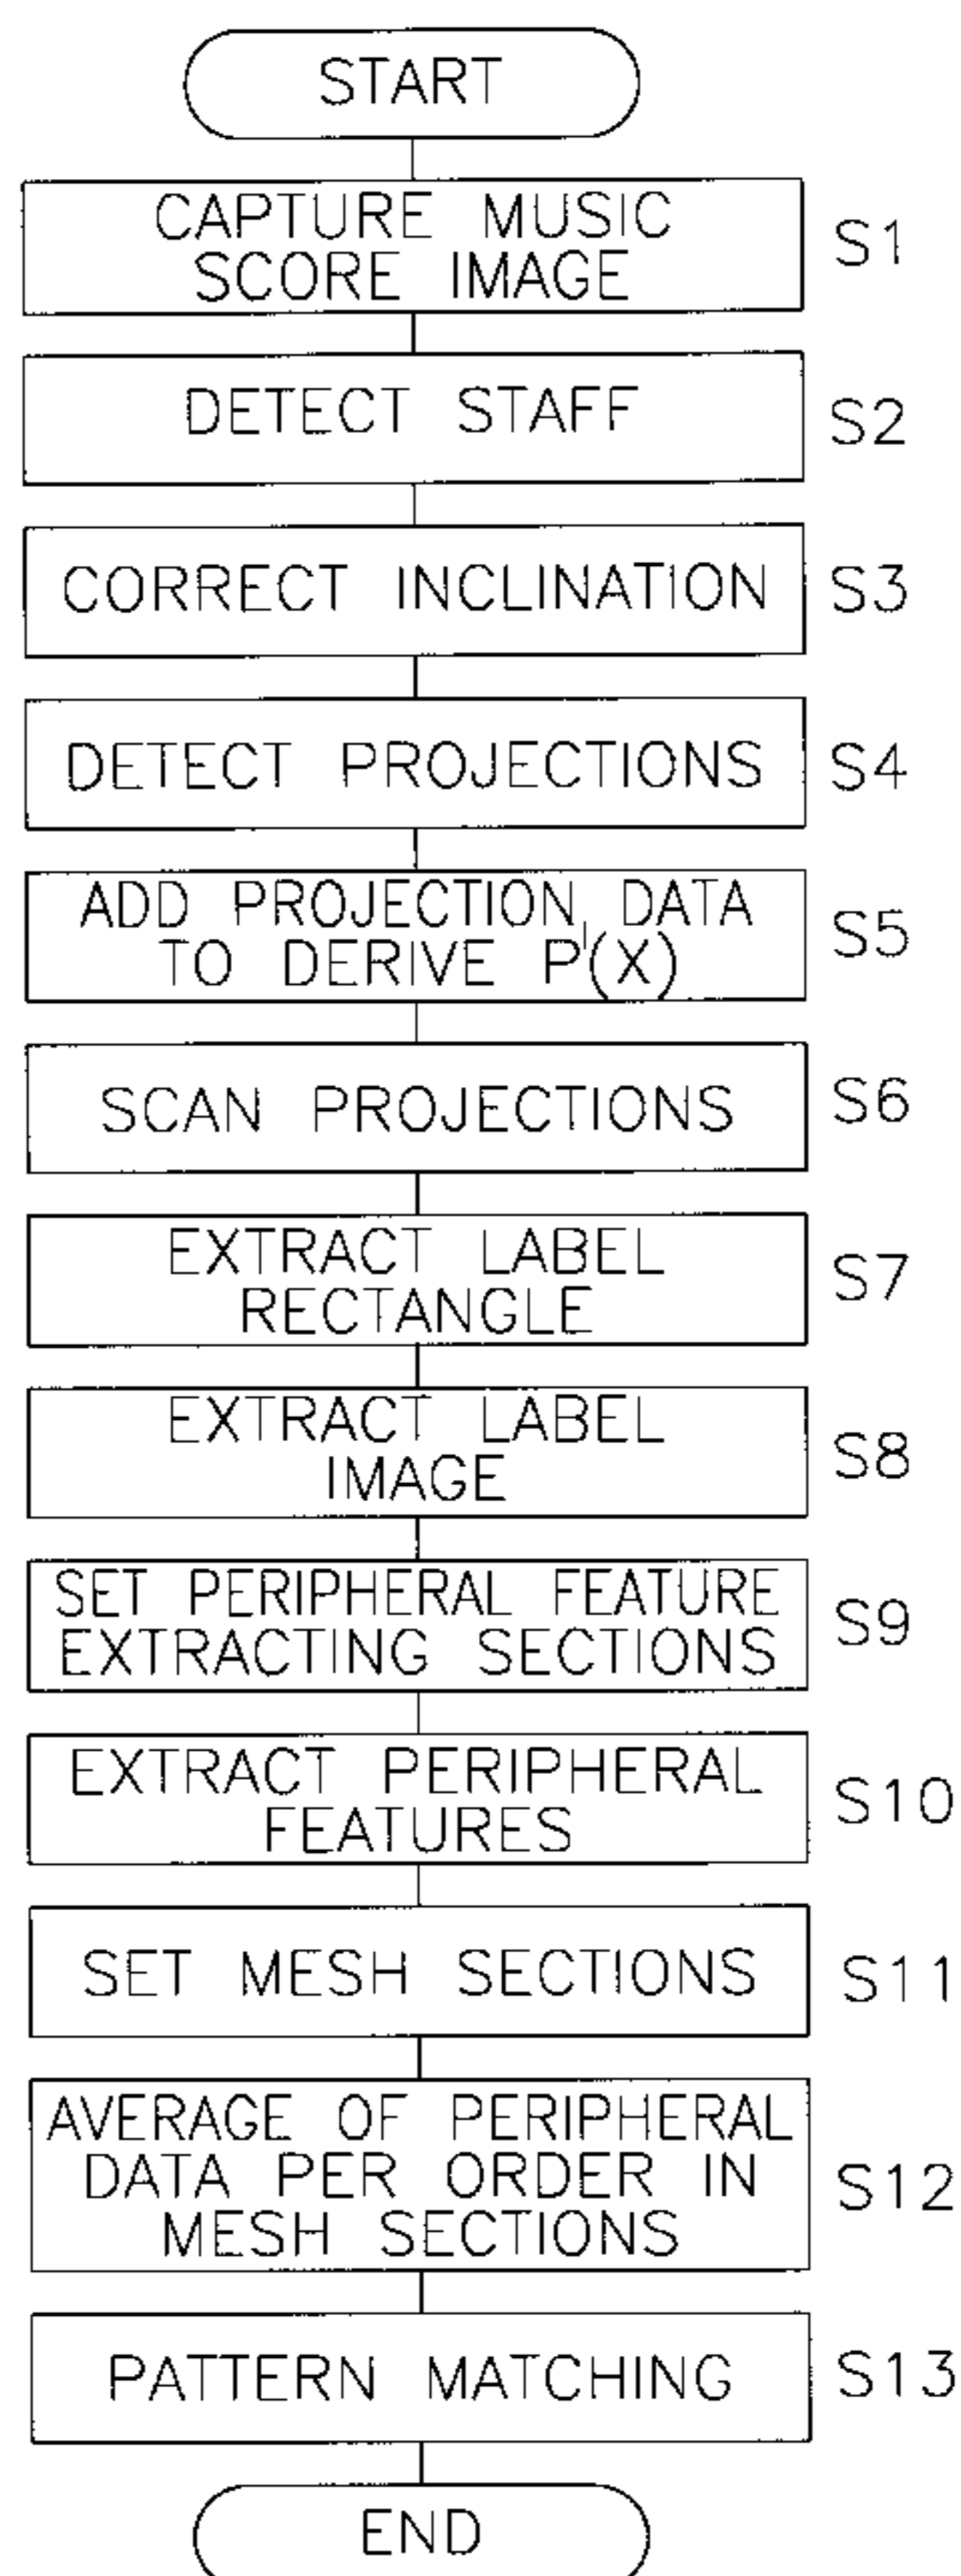 START
CAPTURE MUSIC
SCORE IMAGE
S1
DETECT STAFF
S2
CORRECT INCLINATION
S3
DETECT PROJECTIONS
S4
ADD PROJECTION DATA
TO DERIVE P'(X)
S5
SCAN PROJECTIONS
S6
EXTRACT LABEL
RECTANGLE
S7
EXTRACT LABEL
IMAGE
S8
SET PERIPHERAL FEATURE
EXTRACTING SECTIONS
S9
EXTRACT PERIPHERAL
FEATURES
S10
SET MESH SECTIONS
S11
AVERAGE OF PERIPHERAL
DATA PER ORDER IN
MESH SECTIONS
S12
PATTERN MATCHING
S13
END